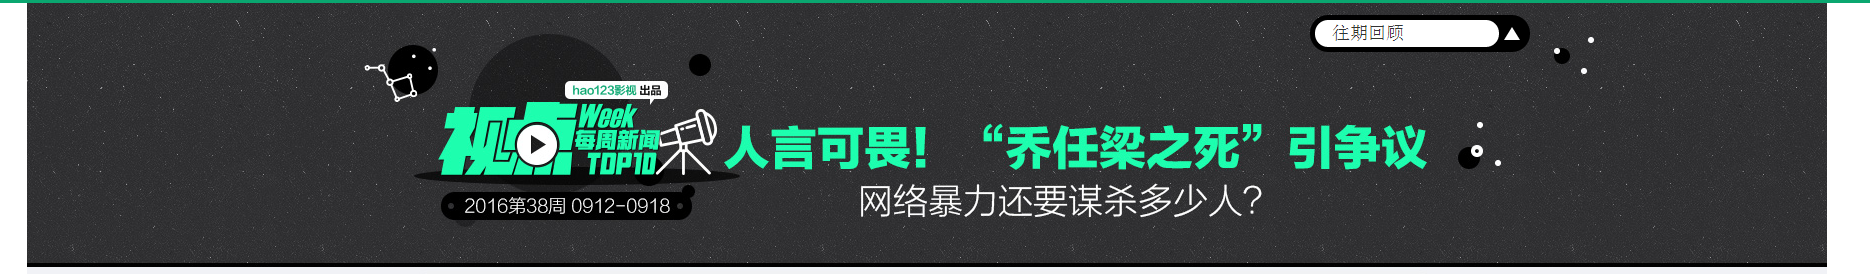 往期回顾
hao123影视 出品
视点
Week
每周新闻
TOP10
人言可畏！“乔任梁之死”引争议
网络暴力还要谋杀多少人？
2016第38周 0912-0918